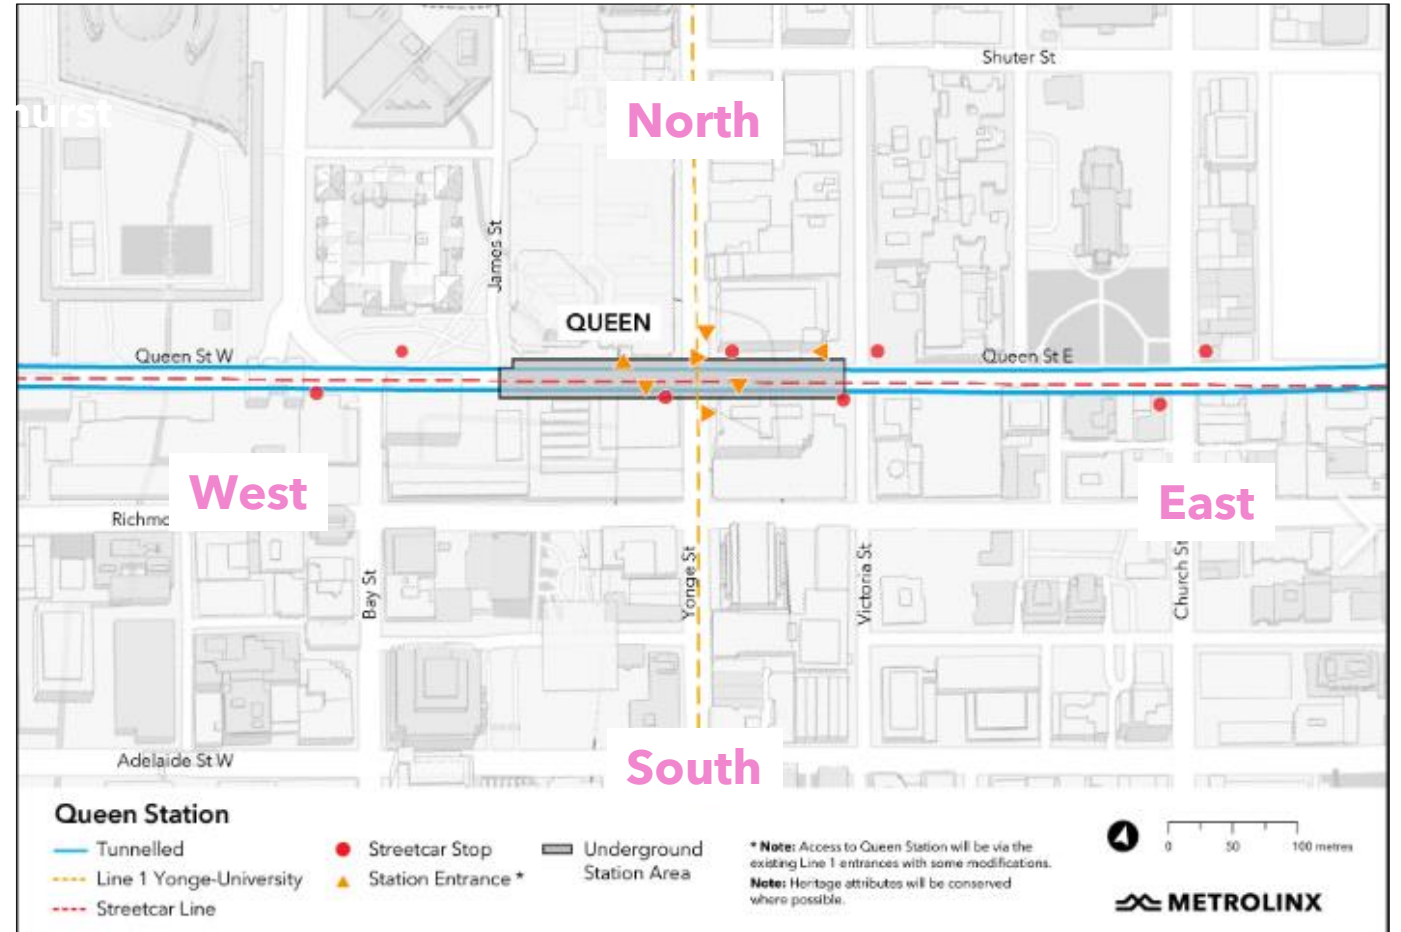 Shuter St
hurst
North
James St
QUEEN
Queen St W
Queen St E
West
East
Bay St
Yonge St
Victoria St
Church St
South
Adelaide St W
Queen Station
Tunnelled
Line 1 Yonge-University
Streetcar Line
Streetcar Stop
Station Entrance *
Underground
Station Area
* Note: Access to Queen Station will be via the
existing Line 1 entrances with some modifications.
Note: Heritage attributes will be conserved
where possible.
0 50 100 metres
METROLINX